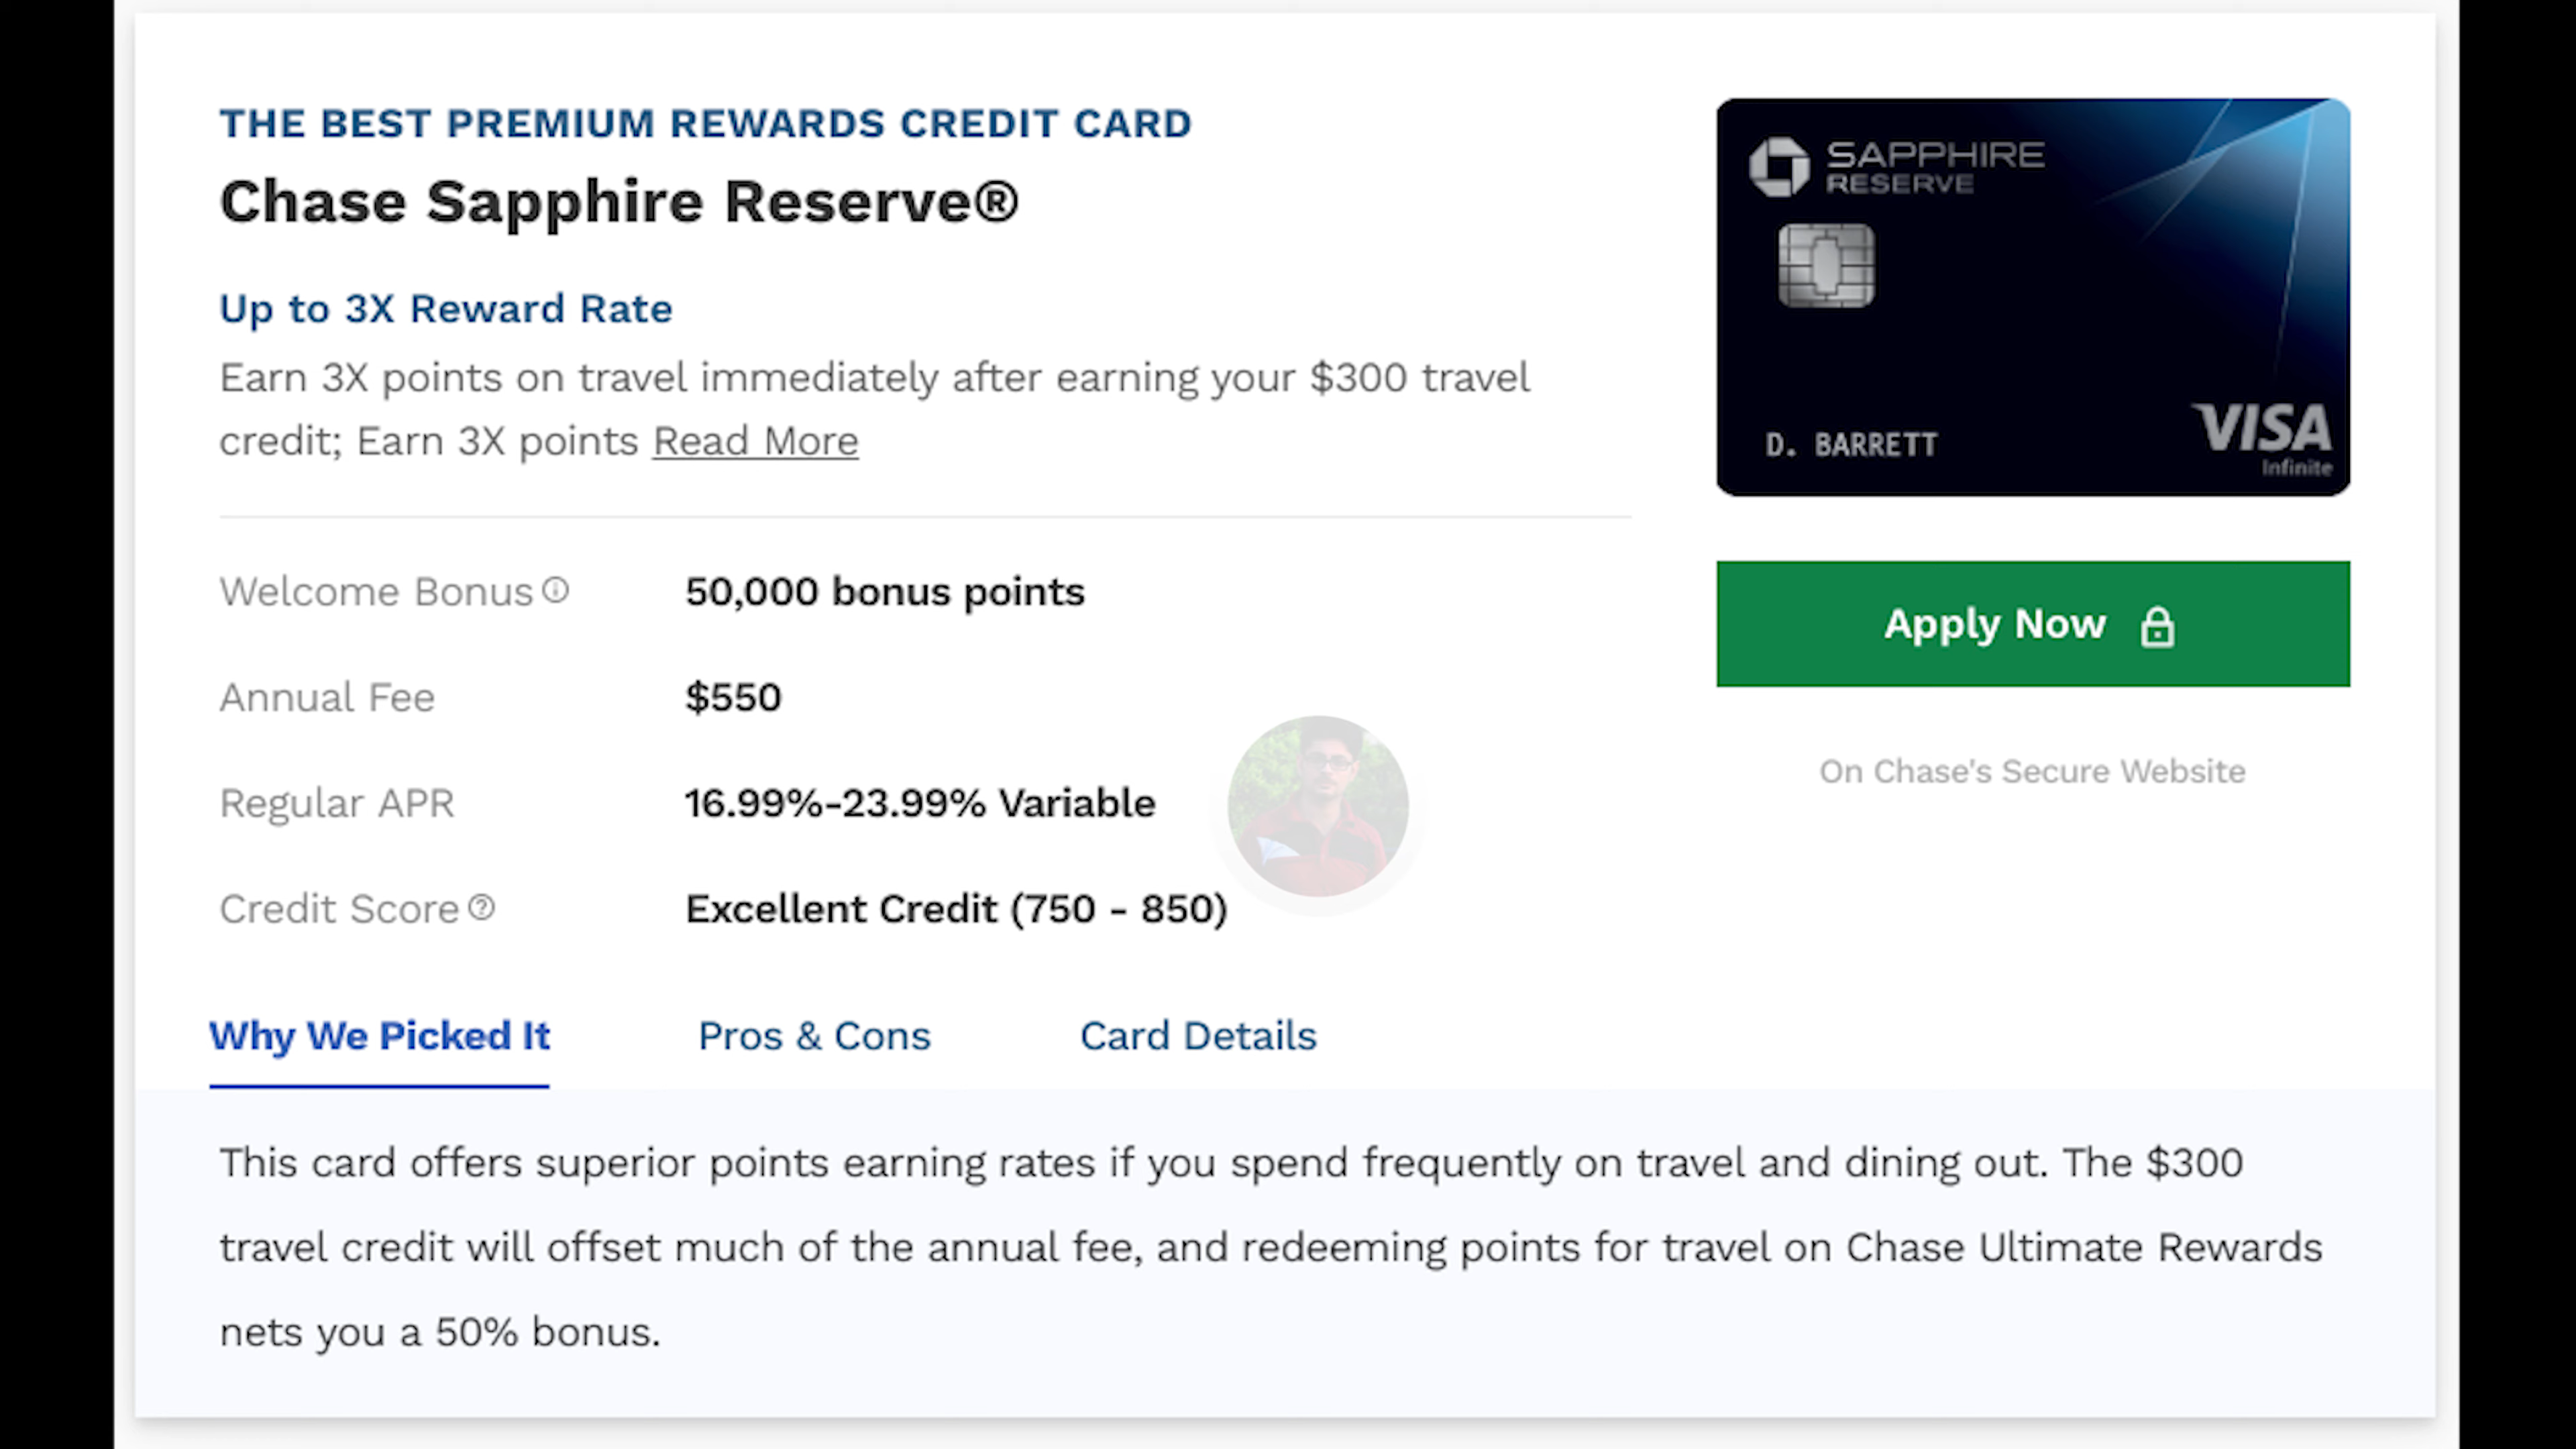 THE BEST PREMIUM REWARDS CREDIT CARD
Chase Sapphire Reserve®
Up to 3X Reward Rate
Earn 3X points on travel immediately after earning your $300 travel
credit; Earn 3X points Read More
SAPPHIRE
RESERVE
D. BARRETT
VISA
Infinite
Welcome Bonus
50,000 bonus points
Annual Fee
$550
Regular APR
16.99%-23.99% Variable
Credit Score
Excellent Credit (750 - 850)
Apply Now
On Chase's Secure Website
Why We Picked It
Pros & Cons
Card Details
This card offers superior points earning rates if you spend frequently on travel and dining out. The $300
travel credit will offset much of the annual fee, and redeeming points for travel on Chase Ultimate Rewards
nets you a 50% bonus.